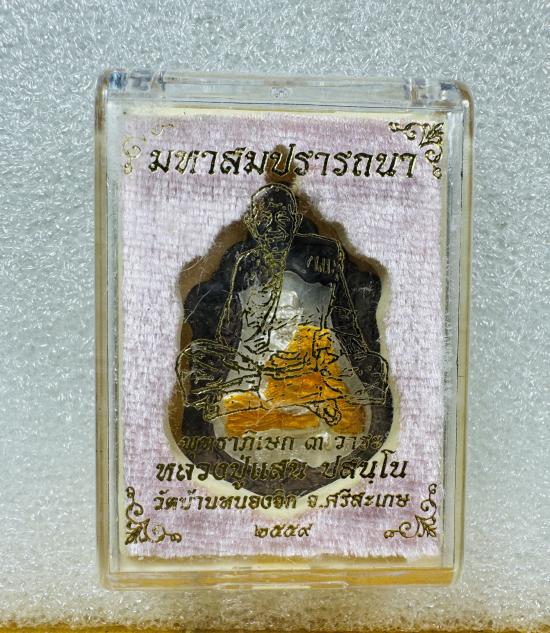 มหาสมปรารถนา
พุทธาภิเษก ๓ วาระ
หลวงปู่แสน ปสนฺโน
วัดบ้านหนองจิก จ.ศรีสะเกษ
๒๕๕๙